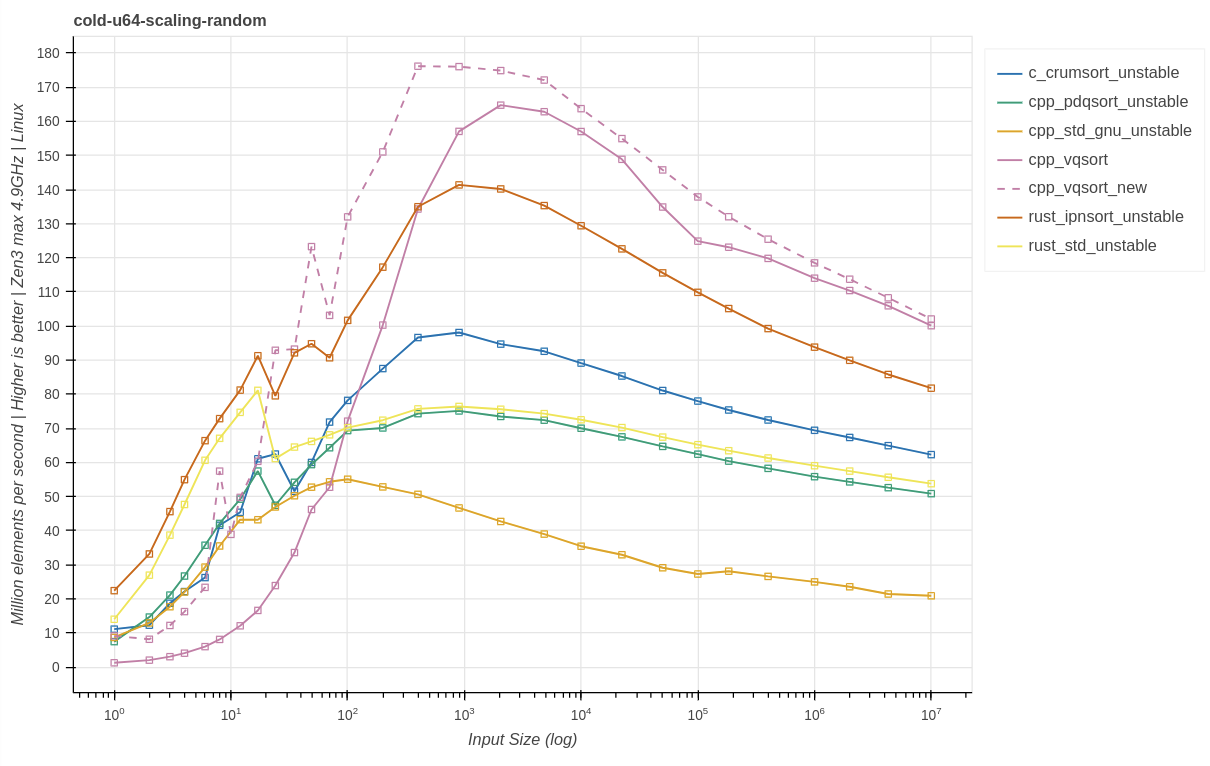 cold-u64-scaling-random
Million elements per second | Higher is better | Zen3 max 4.9GHz | Linux
180
170
160
150
140
130
120
110
100
90
80
70
60
50
40
30
20
10
0
10⁰ 10¹ 10² 10³ 10⁴ 10⁵ 10⁶ 10⁷
Input Size (log)
c_crumsort_unstable
cpp_pdqsort_unstable
cpp_std_gnu_unstable
cpp_vqsort
cpp_vqsort_new
rust_ipnsort_unstable
rust_std_unstable